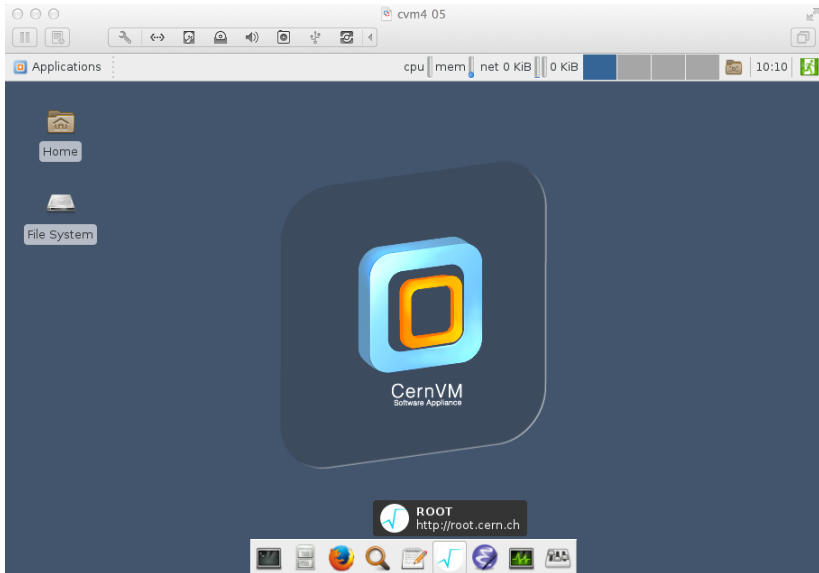 cvm4 05
Applications
cpu mem net 0 KiB 0 KiB 10:10
Home
File System
CernVM
Software Appliance
ROOT
http://root.cern.ch